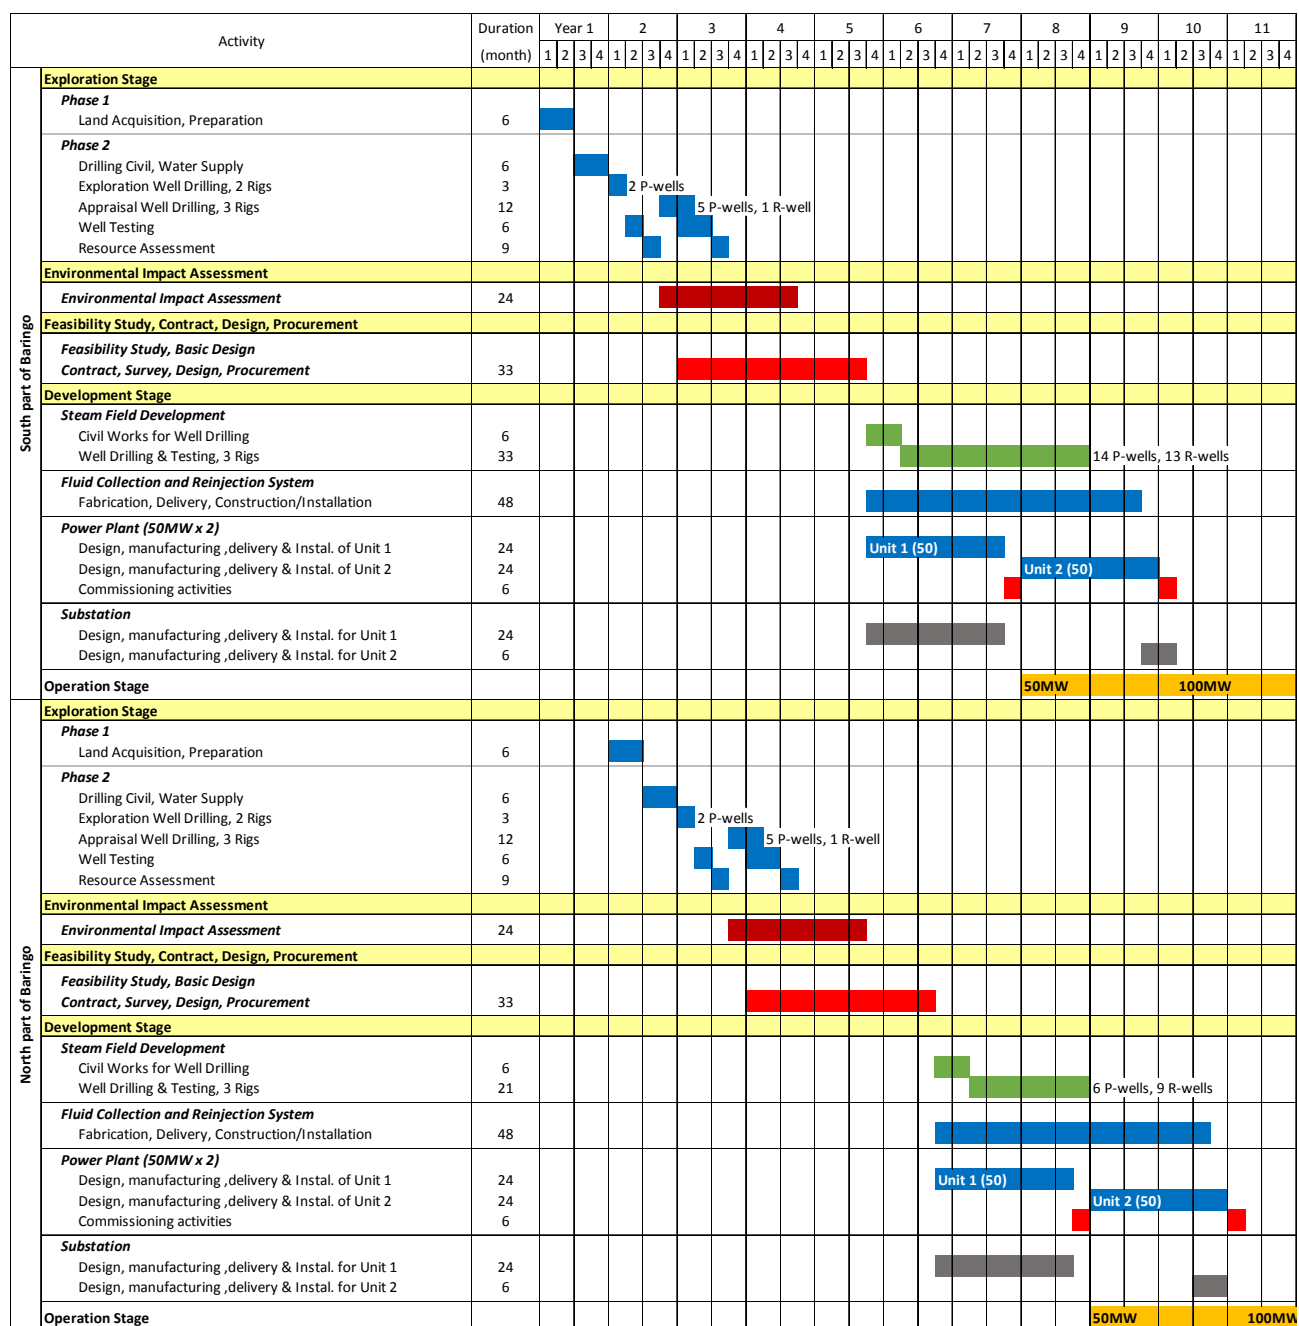 Activity Duration Year 1 2 3 4 5 6 7 8 9 10 11
(month) 1 2 3 4 1 2 3 4 1 2 3 4 1 2 3 4 1 2 3 4 1 2 3 4 1 2 3 4 1 2 3 4 1 2 3 4 1 2 3 4 1 2 3 4
South part of Baringo
Exploration Stage
Phase 1
Land Acquisition, Preparation 6
Phase 2
Drilling Civil, Water Supply 6
Exploration Well Drilling, 2 Rigs 3 2 P-wells
Appraisal Well Drilling, 3 Rigs 12 5 P-wells, 1 R-well
Well Testing 6
Resource Assessment 9
Environmental Impact Assessment
Environmental Impact Assessment 24
Feasibility Study, Contract, Design, Procurement
Feasibility Study, Basic Design
Contract, Survey, Design, Procurement 33
Development Stage
Steam Field Development
Civil Works for Well Drilling 6
Well Drilling & Testing, 3 Rigs 33 14 P-wells, 13 R-wells
Fluid Collection and Reinjection System
Fabrication, Delivery, Construction/Installation 48
Power Plant (50MW x 2)
Design, manufacturing ,delivery & Instal. of Unit 1 24 Unit 1 (50)
Design, manufacturing ,delivery & Instal. of Unit 2 24 Unit 2 (50)
Commissioning activities 6
Substation
Design, manufacturing ,delivery & Instal. for Unit 1 24
Design, manufacturing ,delivery & Instal. for Unit 2 6
Operation Stage 50MW 100MW
North part of Baringo
Exploration Stage
Phase 1
Land Acquisition, Preparation 6
Phase 2
Drilling Civil, Water Supply 6
Exploration Well Drilling, 2 Rigs 3 2 P-wells
Appraisal Well Drilling, 3 Rigs 12 5 P-wells, 1 R-well
Well Testing 6
Resource Assessment 9
Environmental Impact Assessment
Environmental Impact Assessment 24
Feasibility Study, Contract, Design, Procurement
Feasibility Study, Basic Design
Contract, Survey, Design, Procurement 33
Development Stage
Steam Field Development
Civil Works for Well Drilling 6
Well Drilling & Testing, 3 Rigs 21 6 P-wells, 9 R-wells
Fluid Collection and Reinjection System
Fabrication, Delivery, Construction/Installation 48
Power Plant (50MW x 2)
Design, manufacturing ,delivery & Instal. of Unit 1 24 Unit 1 (50)
Design, manufacturing ,delivery & Instal. of Unit 2 24 Unit 2 (50)
Commissioning activities 6
Substation
Design, manufacturing ,delivery & Instal. for Unit 1 24
Design, manufacturing ,delivery & Instal. for Unit 2 6
Operation Stage 50MW 100MW